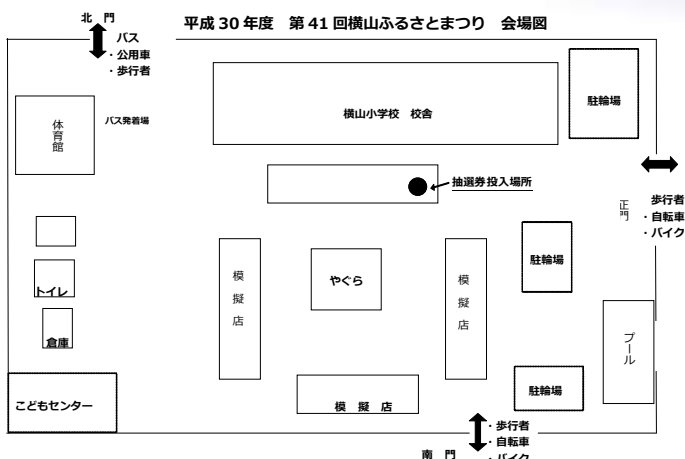 平成30年度　第41回横山ふるさとまつり　会場図
北　門
バス
・公用車
・歩行者
体育館
バス発着場
横山小学校　校舎
駐輪場
抽選券投入場所
正門
歩行者
・自転車
・バイク
模擬店
やぐら
模擬店
駐輪場
トイレ
倉庫
プール
こどもセンター
模　擬　店
駐輪場
・歩行者
・自転車
・バイク
南　門